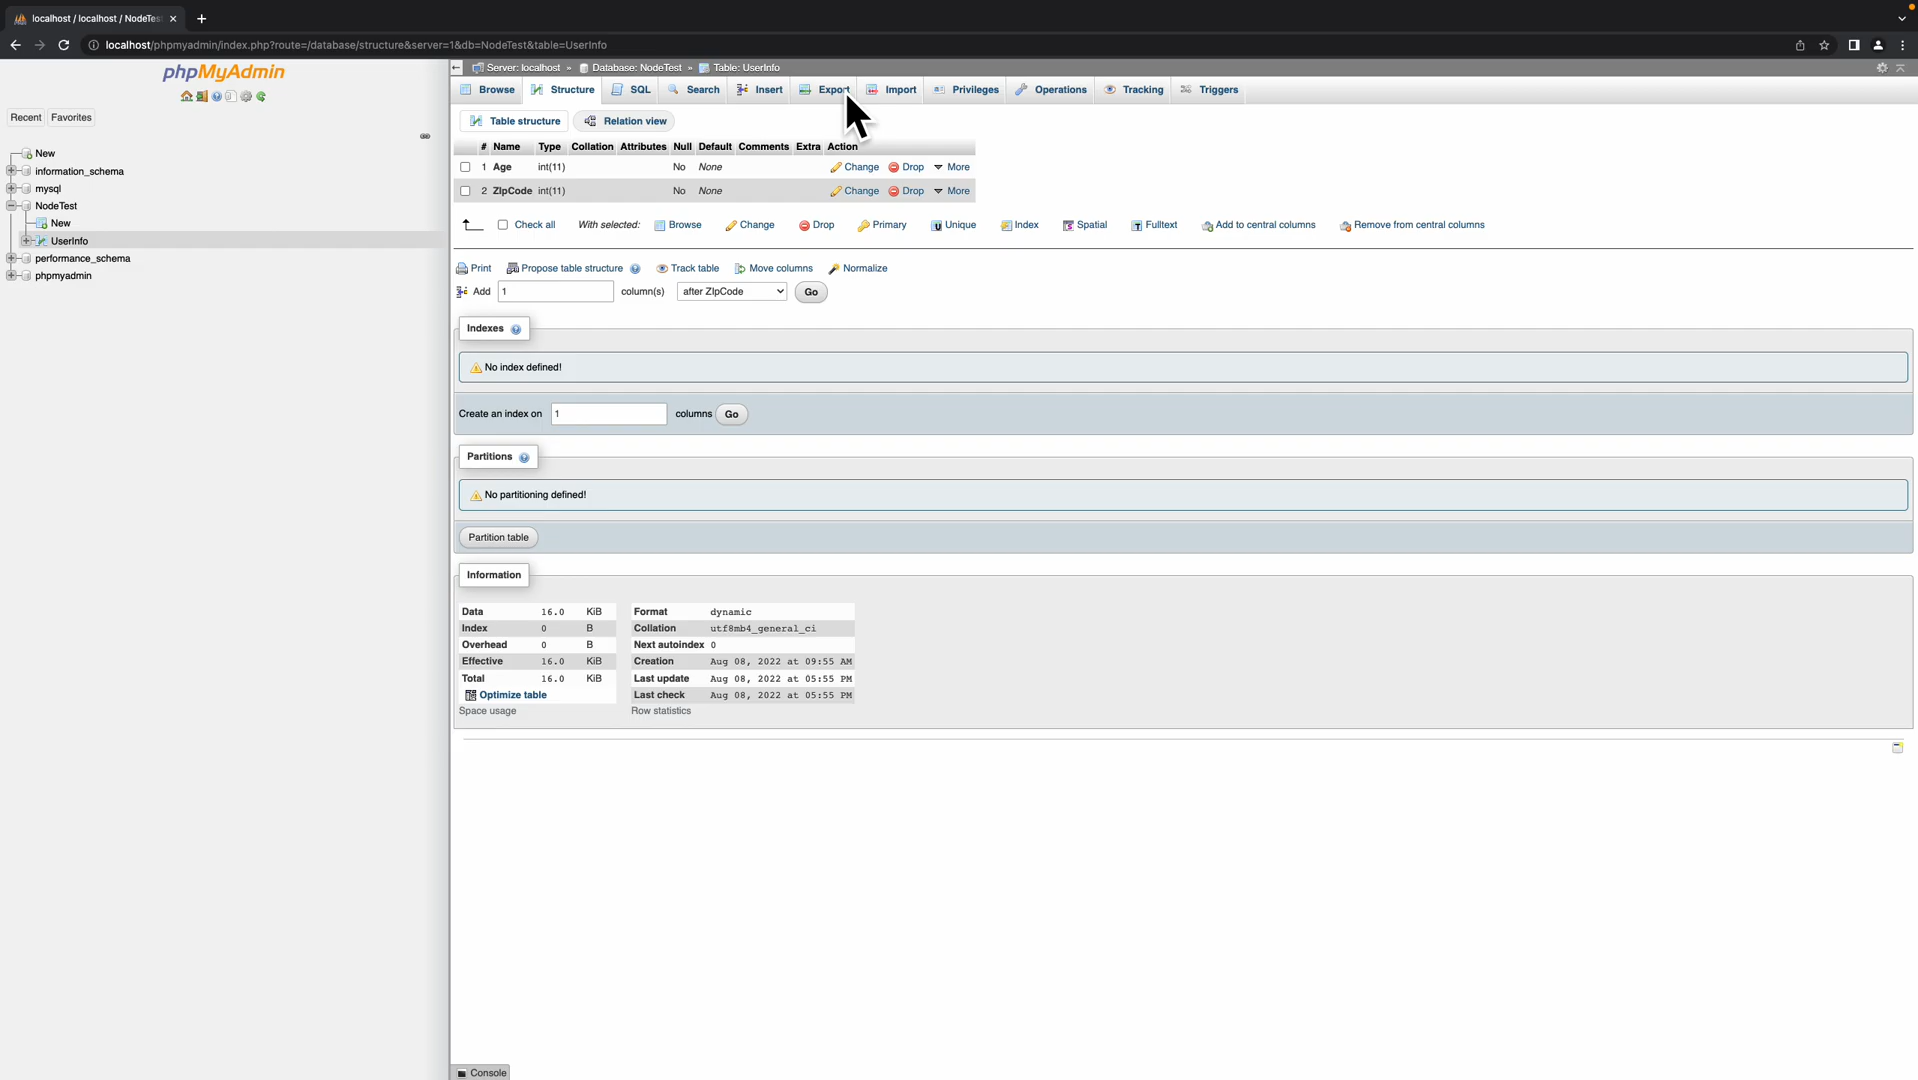 localhost / localhost / NodeTes
localhost/phpmyadmin/index.php?route=/database/structure&server=1&db=NodeTest&table=UserInfo
phpMyAdmin
Recent Favorites
New
information_schema
mysql
NodeTest
New
UserInfo
performance_schema
phpmyadmin
Server: localhost » Database: NodeTest » Table: UserInfo
Browse Structure SQL Search Insert Export Import Privileges Operations Tracking Triggers
Table structure Relation view
# Name Type Collation Attributes Null Default Comments Extra Action
1 Age int(11) No None Change Drop More
2 ZIpCode int(11) No None Change Drop More
Check all With selected: Browse Change Drop Primary Unique Index Spatial Fulltext Add to central columns Remove from central columns
Print Propose table structure Track table Move columns Normalize
Add 1 column(s) after ZIpCode Go
Indexes
No index defined!
Create an index on 1 columns Go
Partitions
No partitioning defined!
Partition table
Information
Data 16.0 KiB Format dynamic
Index 0 B Collation utf8mb4_general_ci
Overhead 0 B Next autoindex 0
Effective 16.0 KiB Creation Aug 08, 2022 at 09:55 AM
Total 16.0 KiB Last update Aug 08, 2022 at 05:55 PM
Optimize table Last check Aug 08, 2022 at 05:55 PM
Space usage Row statistics
Console